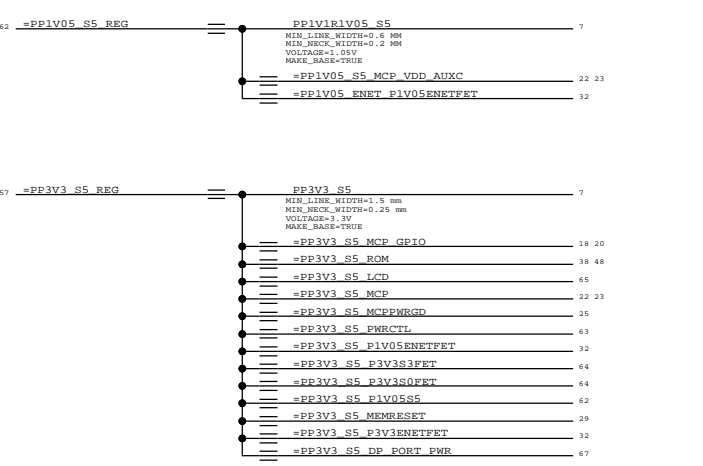 62 =PP1V05_S5_REG PP1V1R1V05_S5 7
MIN_LINE_WIDTH=0.6 MM
MIN_NECK_WIDTH=0.2 MM
VOLTAGE=1.05V
MAKE_BASE=TRUE
=PP1V05_S5_MCP_VDD_AUXC 22 23
=PP1V05_ENET_P1V05ENETFET 32
57 =PP3V3_S5_REG PP3V3_S5 7
MIN_LINE_WIDTH=1.5 mm
MIN_NECK_WIDTH=0.25 mm
VOLTAGE=3.3V
MAKE_BASE=TRUE
=PP3V3_S5_MCP_GPIO 18 20
=PP3V3_S5_ROM 38 48
=PP3V3_S5_LCD 65
=PP3V3_S5_MCP 22 23
=PP3V3_S5_MCPPWRGD 25
=PP3V3_S5_PWRCTL 63
=PP3V3_S5_P1V05ENETFET 32
=PP3V3_S5_P3V3S3FET 64
=PP3V3_S5_P3V3S0FET 64
=PP3V3_S5_P1V05S5 62
=PP3V3_S5_MEMRESET 29
=PP3V3_S5_P3V3ENETFET 32
=PP3V3_S5_DP_PORT_PWR 67